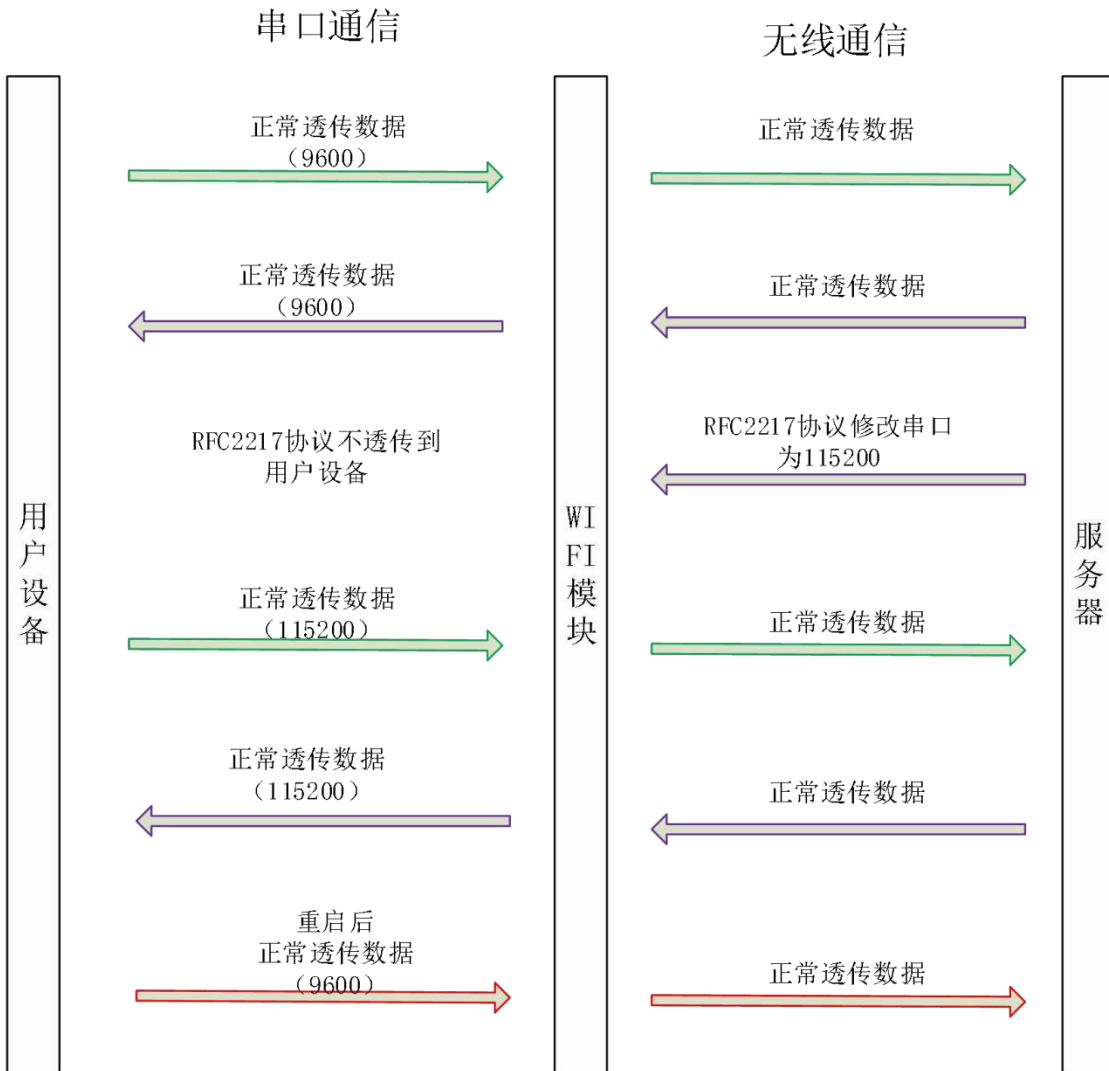 串口通信
无线通信
正常透传数据
（9600）
正常透传数据
正常透传数据
（9600）
正常透传数据
RFC2217协议不透传到
用户设备
RFC2217协议修改串口
为115200
用户设备
WI
FI
模块
服务器
正常透传数据
（115200）
正常透传数据
正常透传数据
（115200）
正常透传数据
重启后
正常透传数据
（9600）
正常透传数据